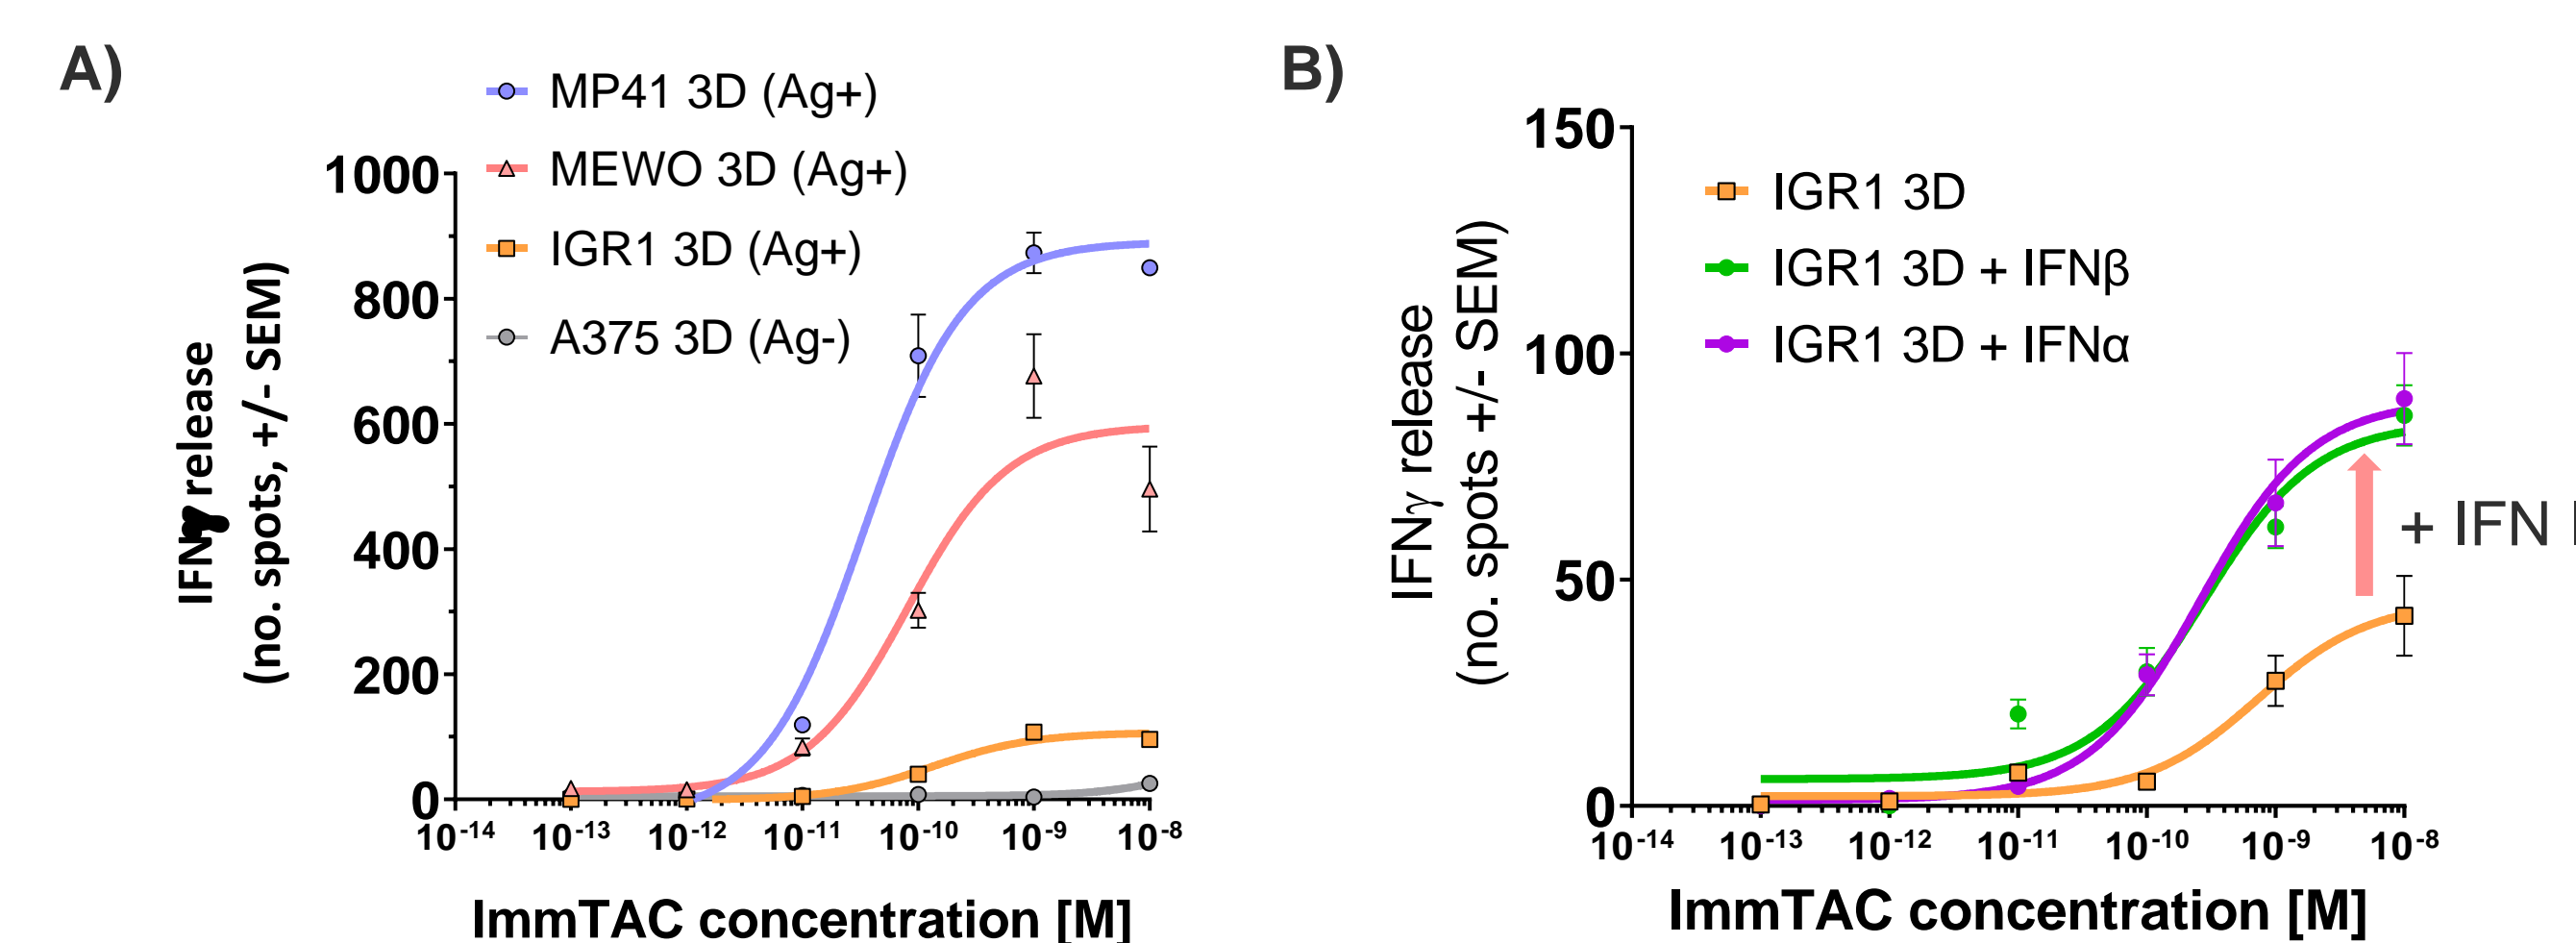 A)
MP41 3D (Ag+)
MEWO 3D (Ag+)
IGR1 3D (Ag+)
A375 3D (Ag-)
IFNγ release
(no. spots, +/- SEM)
1000
800
600
400
200
0
10-14 10-13 10-12 10-11 10-10 10-9 10-8
ImmTAC concentration [M]
B)
IGR1 3D
IGR1 3D + IFNβ
IGR1 3D + IFNα
IFNγ release
(no. spots +/- SEM)
150
100
50
0
+ IFN
10-14 10-13 10-12 10-11 10-10 10-9 10-8
ImmTAC concentration [M]